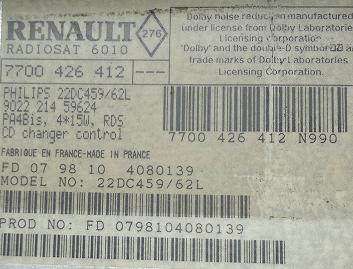 RENAULT
RADIOSAT 6010
276
7700 426 412 ---
Dolby noise reduction manufactured
under license from Dolby Laboratories
Licensing Corporation.
"Dolby" and the double-D symbol are
trade marks of Dolby Laboratories
Licensing Corporation.
PHILIPS 22DC459/62L
9022 214 59624
PA4Bis, 4*15W, RDS
CD changer control
7700 426 412 N990
FABRIQUE EN FRANCE-MADE IN FRANCE
FD 07 98 10 4080139
MODEL NO: 22DC459/62L
PROD NO: FD 0798104080139